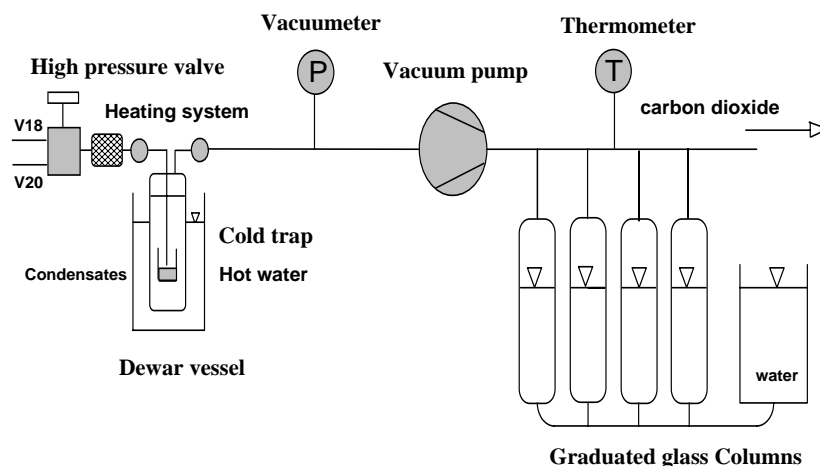 Vacuumeter
Thermometer
High pressure valve
Vacuum pump
P
T
Heating system
carbon dioxide
V18
V20
Cold trap
Condensates
Hot water
Dewar vessel
water
Graduated glass Columns